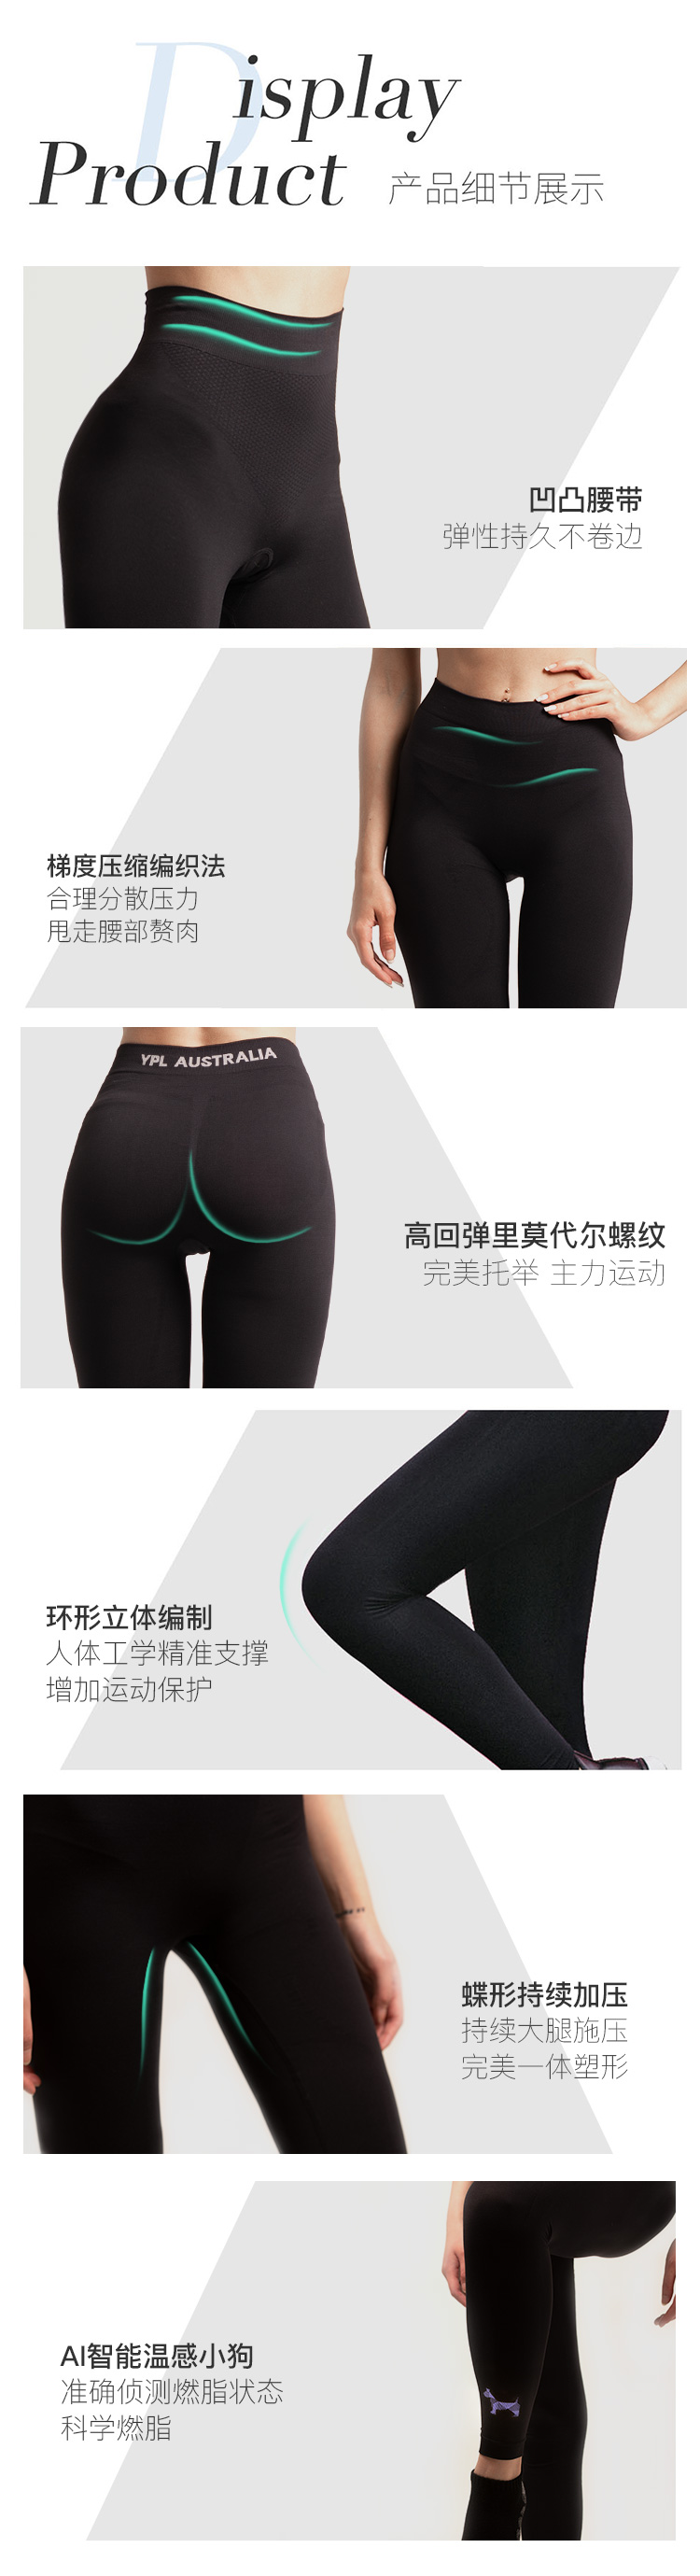 Display
Product 产品细节展示
凹凸腰带
弹性持久不卷边
梯度压缩编织法
合理分散压力
甩走腰部赘肉
YPL AUSTRALIA
高回弹里莫代尔螺纹
完美托举 主力运动
环形立体编制
人体工学精准支撑
增加运动保护
蝶形持续加压
持续大腿施压
完美一体塑形
AI智能温感小狗
准确侦测燃脂状态
科学燃脂